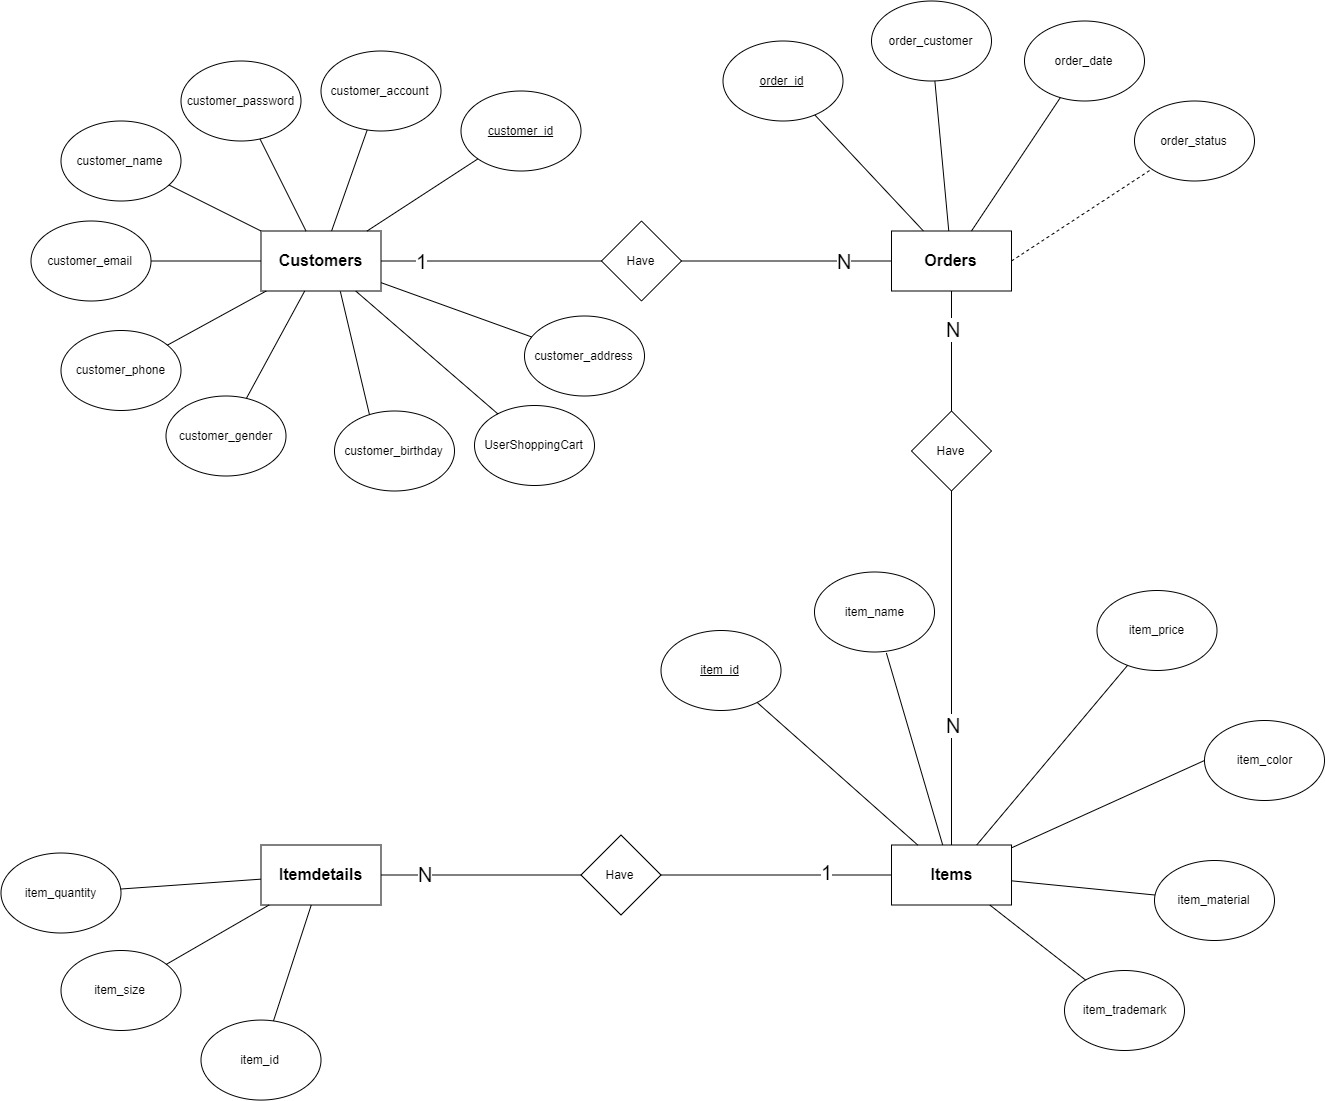 order_customer
order_date
order_id
customer_account
customer_password
customer_id
order_status
customer_name
customer_email
Customers
1
Have
N
Orders
N
customer_address
customer_phone
customer_gender
customer_birthday
UserShoppingCart
Have
item_name
item_price
item_id
N
item_color
item_quantity
Itemdetails
N
Have
1
Items
item_material
item_size
item_trademark
item_id